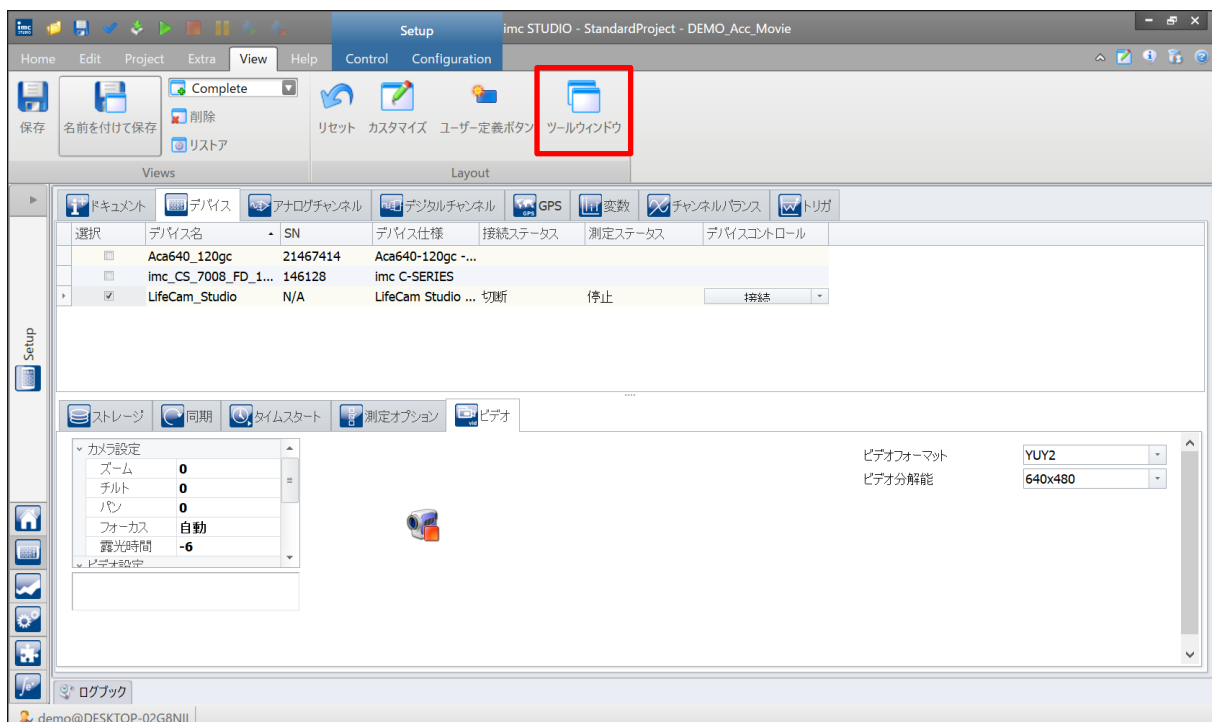 imc STUDIO
Setup
imc STUDIO - StandardProject - DEMO_Acc_Movie
Home Edit Project Extra View Help Control Configuration
保存
名前を付けて保存
Complete
削除
リストア
リセット
カスタマイズ
ユーザー定義ボタン
ツールウィンドウ
Views
Layout
ドキュメント デバイス アナログチャンネル デジタルチャンネル GPS 変数 チャンネルバランス トリガ
選択 デバイス名 SN デバイス仕様 接続ステータス 測定ステータス デバイスコントロール
Aca640_120gc 21467414 Aca640-120gc -...
imc_CS_7008_FD_1... 146128 imc C-SERIES
LifeCam_Studio N/A LifeCam Studio ... 切断 停止 接続
Setup
ストレージ 同期 タイムスタート 測定オプション ビデオ
カメラ設定
ズーム 0
チルト 0
パン 0
フォーカス 自動
露光時間 -6
ビデオ設定
ビデオフォーマット YUY2
ビデオ分解能 640x480
ログブック
demo@DESKTOP-02G8NII